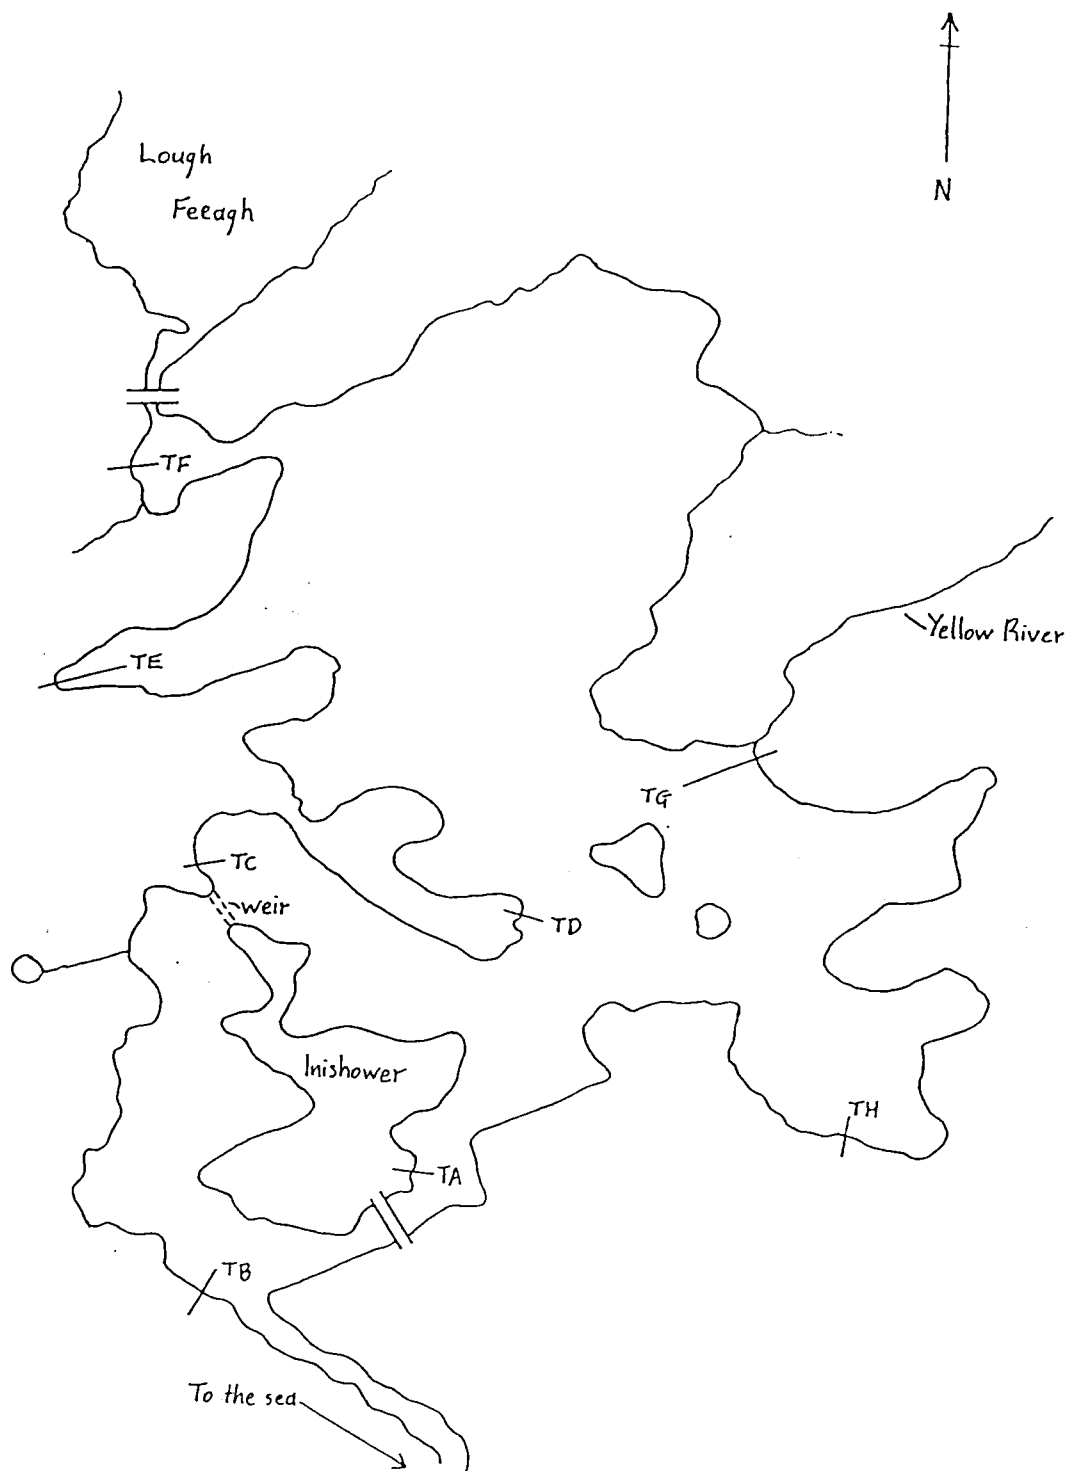 Lough
Feeagh
N
TF
Yellow River
TE
TG
TC
weir
TD
Inishower
TH
TA
TB
To the sea